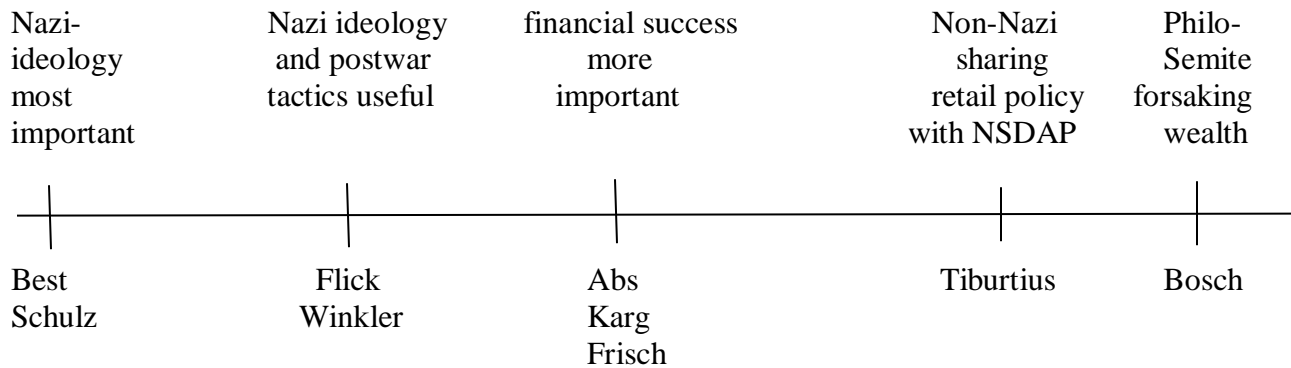 Nazi-
ideology
most
important
Nazi ideology
and postwar
tactics useful
financial success
more
important
Non-Nazi
sharing
retail policy
with NSDAP
Philo-
Semite
forsaking
wealth
Best
Schulz
Flick
Winkler
Abs
Karg
Frisch
Tiburtius
Bosch